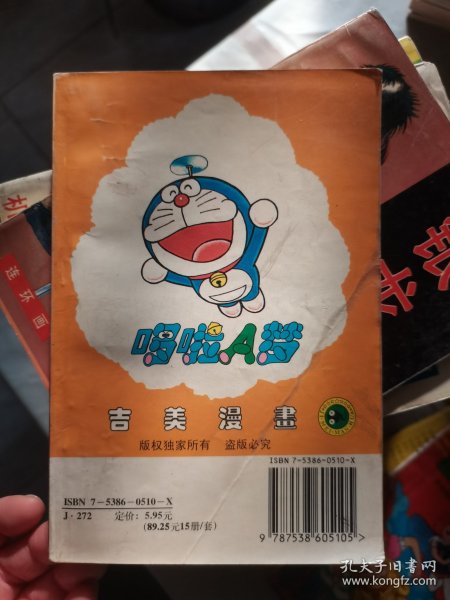 哆啦A梦
吉美漫畫
版权独家所有 盗版必究
ISBN 7-5386-0510-X
ISBN 7-5386-0510-X
J·272 定价：5.95元
(89.25元15册/套)
9 787538 605105 >
连环画
孔夫子旧书网
www.kongfz.com